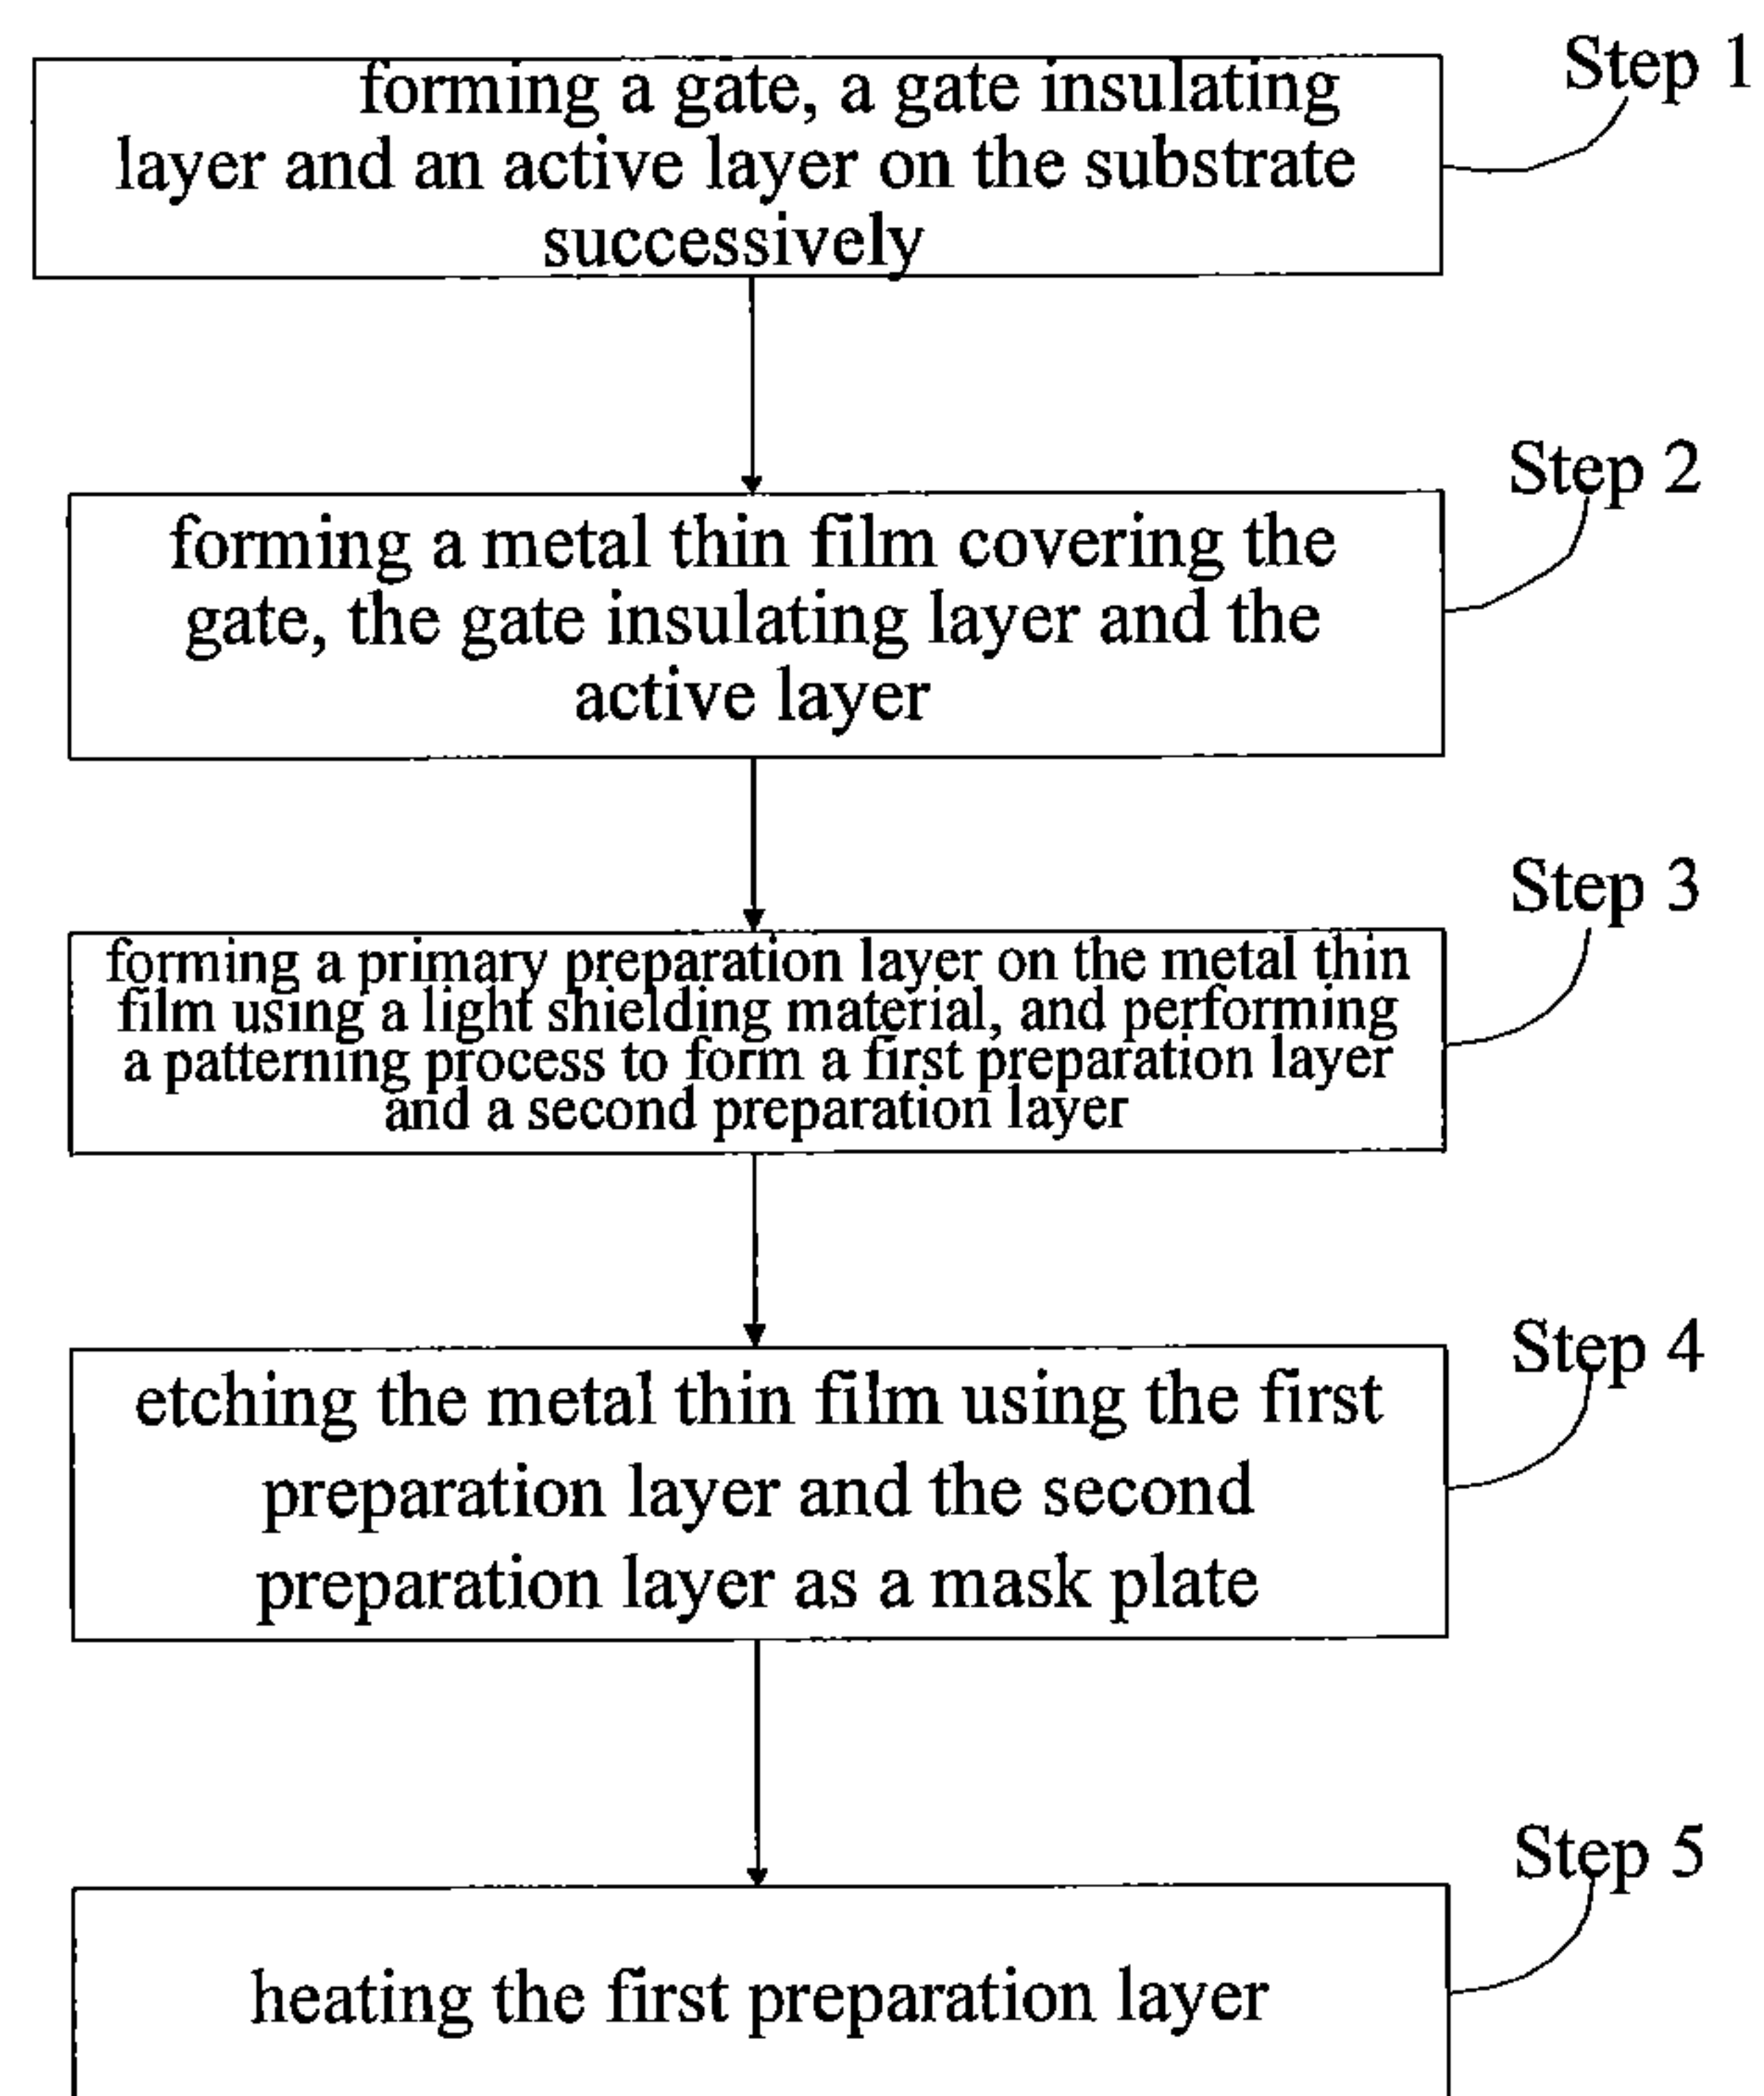 Step 1
forming a gate, a gate insulating
layer and an active layer on the substrate
successively
Step 2
forming a metal thin film covering the
gate, the gate insulating layer and the
active layer
Step 3
forming a primary preparation layer on the metal thin
film using a light shielding material, and performing
a patterning process to form a first preparation layer
and a second preparation layer
Step 4
etching the metal thin film using the first
preparation layer and the second
preparation layer as a mask plate
Step 5
heating the first preparation layer